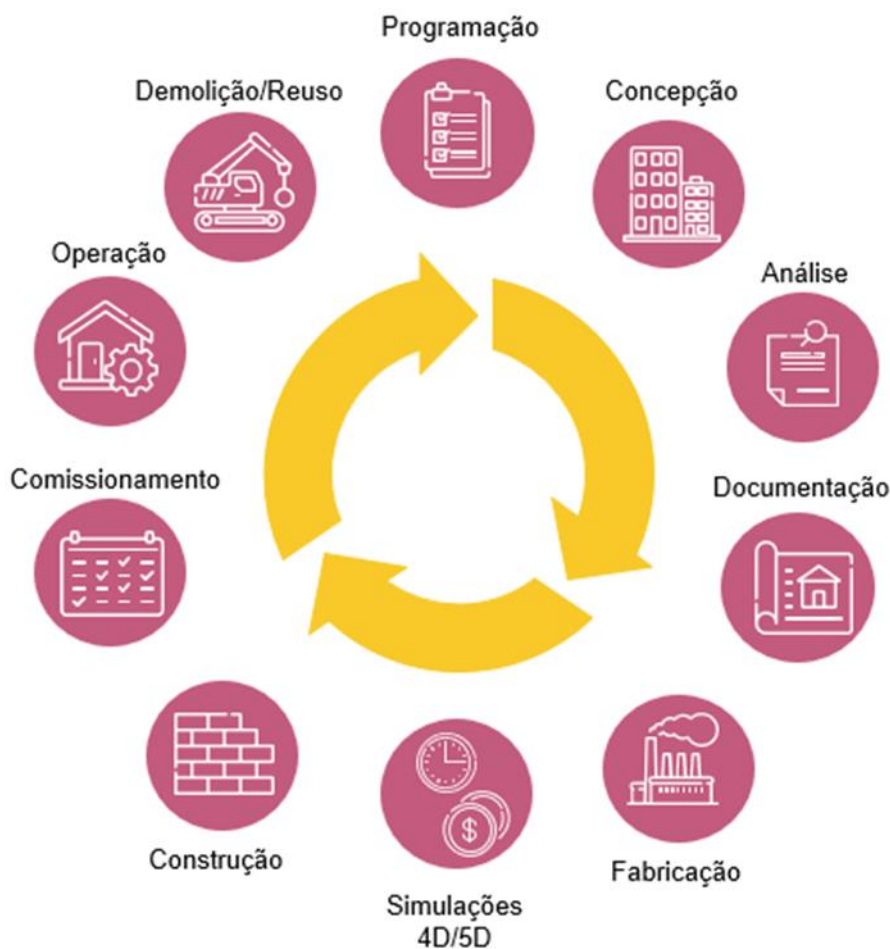 Programação
Concepção
Análise
Documentação
Fabricação
Simulações
4D/5D
Construção
Comissionamento
Operação
Demolição/Reuso
$